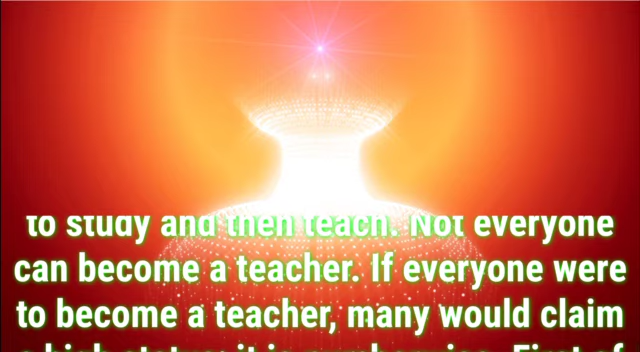 to study and then teach. Not everyone
can become a teacher. If everyone were
to become a teacher, many would claim